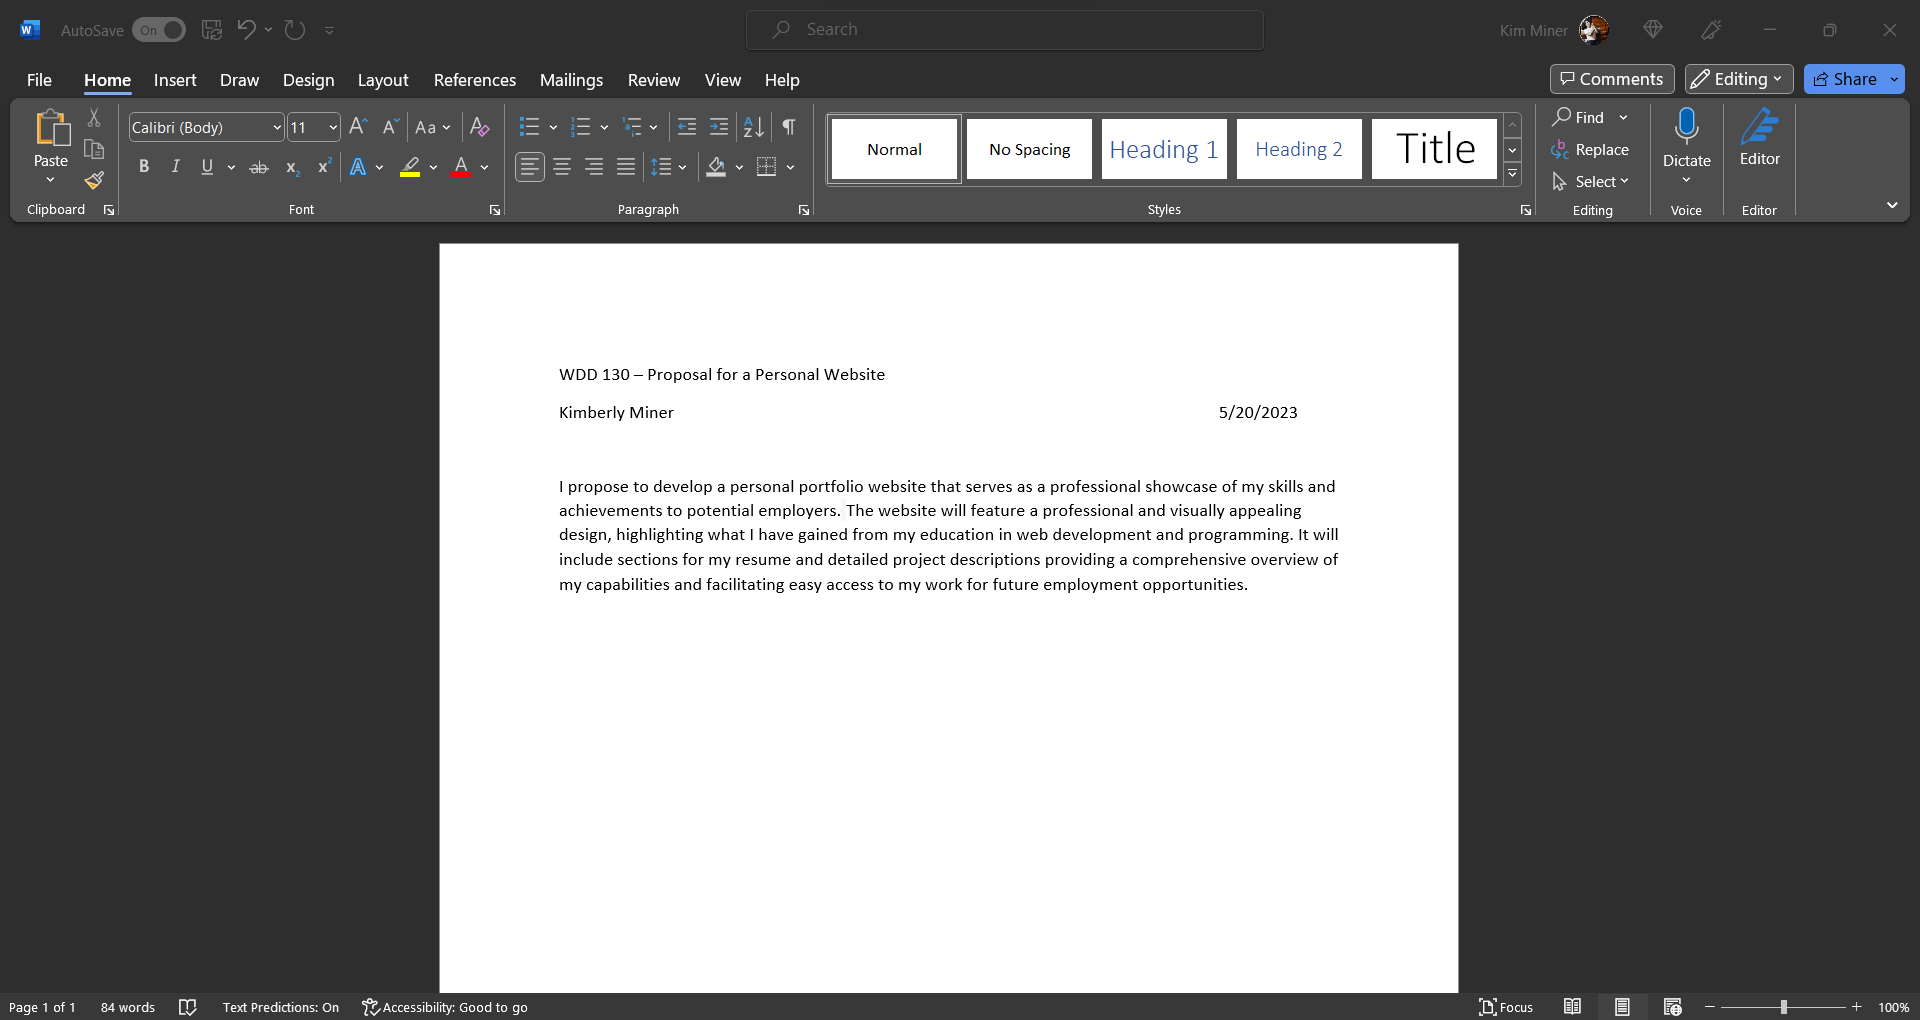 AutoSave On
Search
Kim Miner
File Home Insert Draw Design Layout References Mailings Review View Help
Comments Editing Share
Paste
Clipboard
Calibri (Body) 11
Font
Paragraph
Normal
No Spacing
Heading 1
Heading 2
Title
Styles
Find
Replace
Select
Editing
Dictate
Voice
Editor
Editor
WDD 130 – Proposal for a Personal Website
Kimberly Miner 5/20/2023
I propose to develop a personal portfolio website that serves as a professional showcase of my skills and
achievements to potential employers. The website will feature a professional and visually appealing
design, highlighting what I have gained from my education in web development and programming. It will
include sections for my resume and detailed project descriptions providing a comprehensive overview of
my capabilities and facilitating easy access to my work for future employment opportunities.
Page 1 of 1 84 words Text Predictions: On Accessibility: Good to go Focus 100%